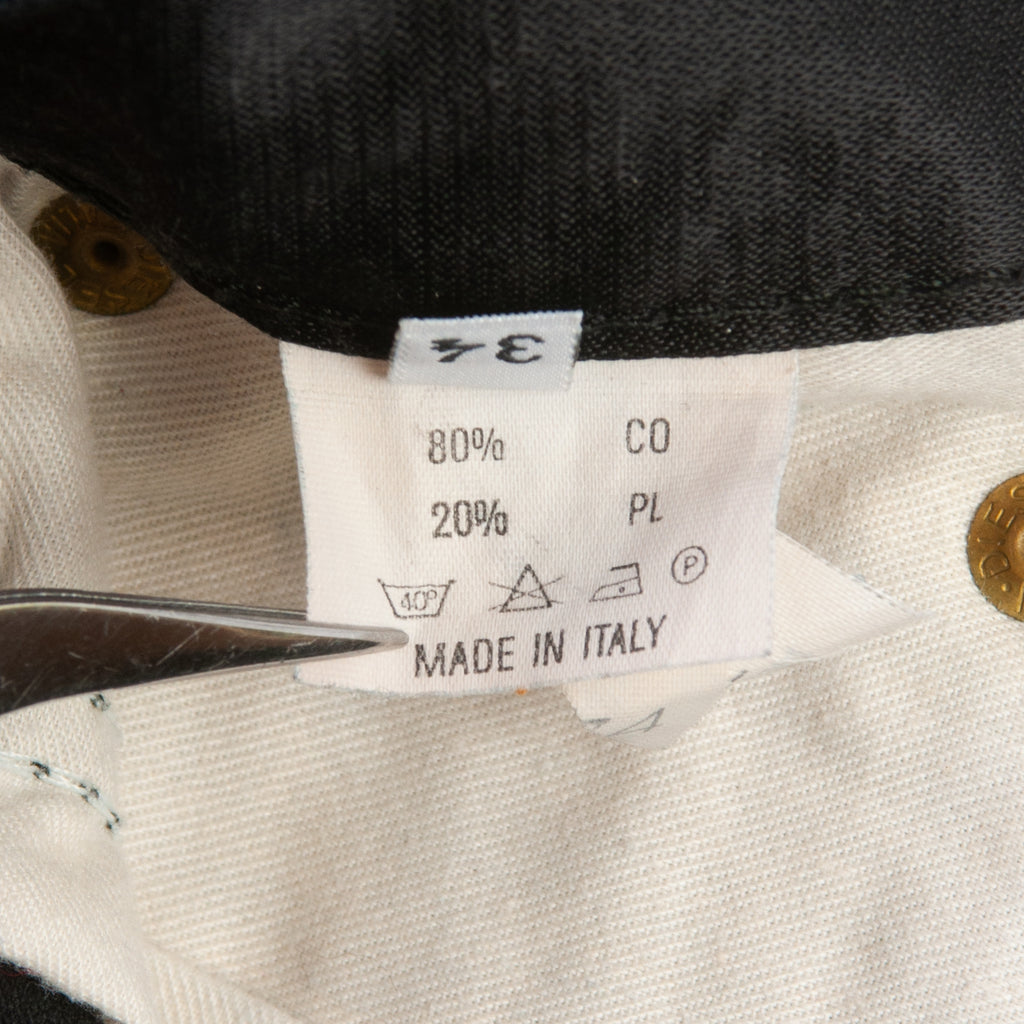 34
80% CO
20% PL
40° P
MADE IN ITALY